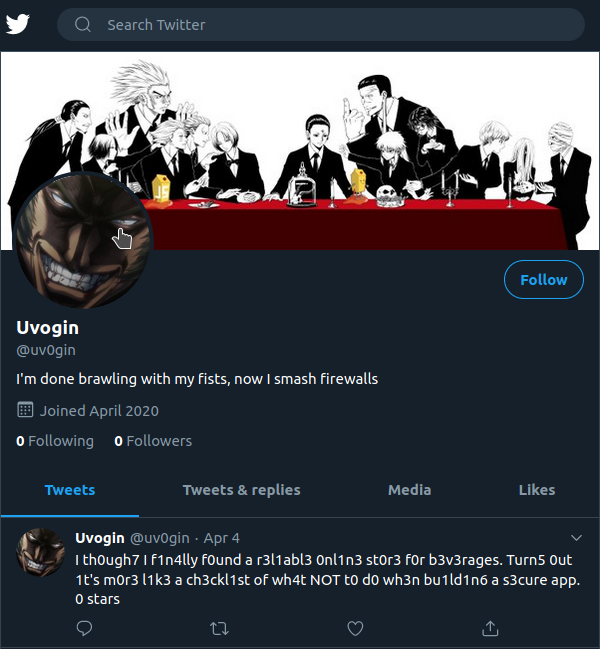 Search Twitter
Follow
Uvogin
@uv0gin
I'm done brawling with my fists, now I smash firewalls
Joined April 2020
0 Following 0 Followers
Tweets Tweets & replies Media Likes
Uvogin @uv0gin · Apr 4
I th0ugh7 I f1n4lly f0und a r3l1abl3 0nl1n3 st0r3 f0r b3v3rages. Turn5 0ut
1t's m0r3 l1k3 a ch3ckl1st of wh4t NOT t0 d0 wh3n bu1ld1n6 a s3cure app.
0 stars